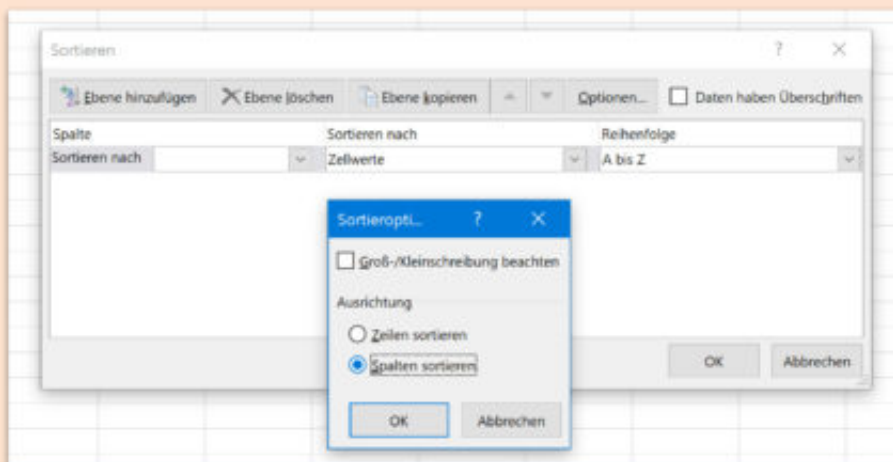 Sortieren
Ebene hinzufügen Ebene löschen Ebene kopieren Optionen... Daten haben Überschriften
Spalte Sortieren nach Reihenfolge
Sortieren nach Zellwerte A bis Z
Sortieropti... ?
Groß-/Kleinschreibung beachten
Ausrichtung
Zeilen sortieren
Spalten sortieren
OK Abbrechen
OK Abbrechen